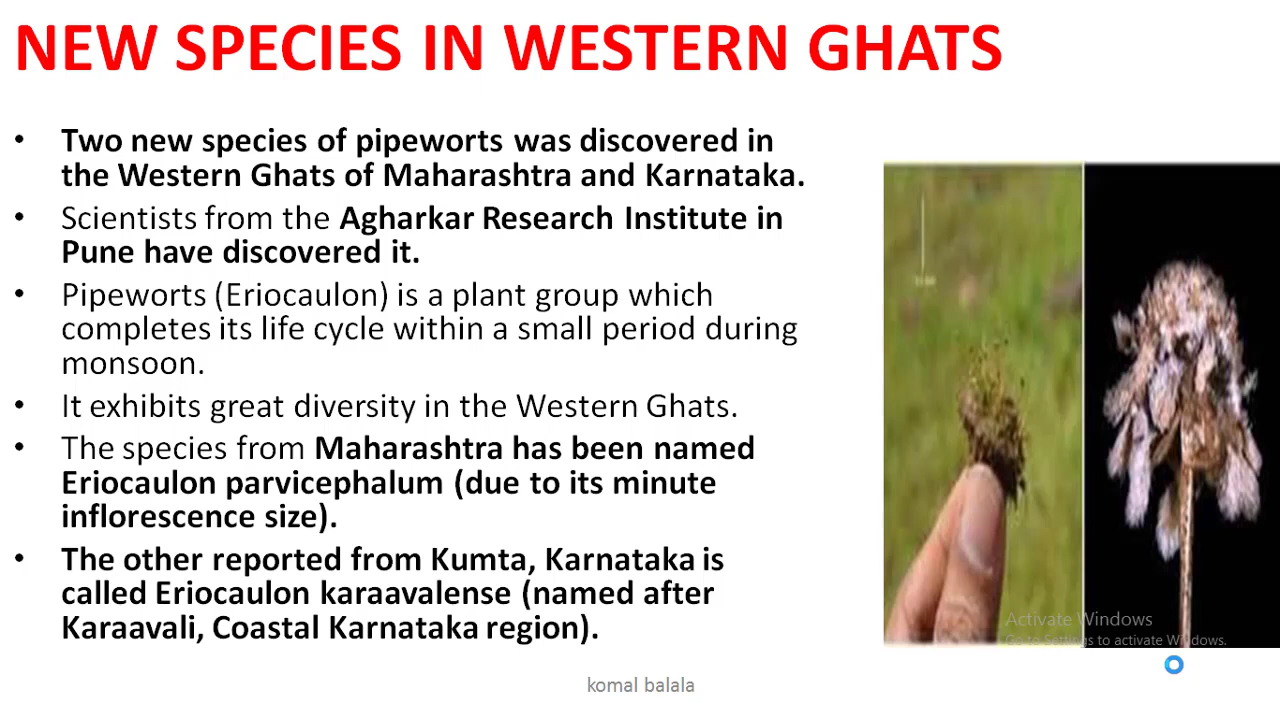 NEW SPECIES IN WESTERN GHATS
• Two new species of pipeworts was discovered in
the Western Ghats of Maharashtra and Karnataka.
• Scientists from the Agharkar Research Institute in
Pune have discovered it.
• Pipeworts (Eriocaulon) is a plant group which
completes its life cycle within a small period during
monsoon.
• It exhibits great diversity in the Western Ghats.
• The species from Maharashtra has been named
Eriocaulon parvicephalum (due to its minute
inflorescence size).
• The other reported from Kumta, Karnataka is
called Eriocaulon karaavalense (named after
Karaavali, Coastal Karnataka region).
Activate Windows
Go to Settings to activate Windows.
komal balala